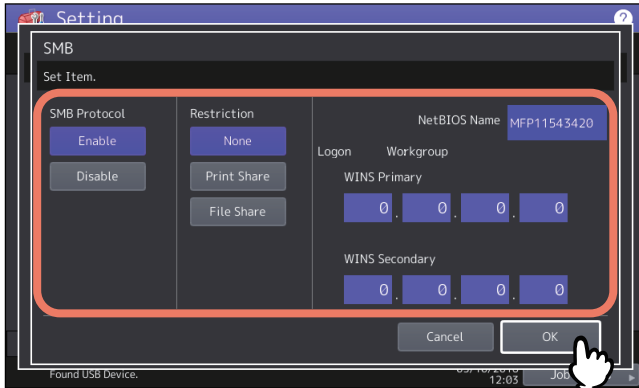 Setting
?
SMB
Set Item.
SMB Protocol
Enable
Disable
Restriction
None
Print Share
File Share
NetBIOS Name MFP11543420
Logon Workgroup
WINS Primary
0 . 0 . 0 . 0
WINS Secondary
0 . 0 . 0 . 0
Cancel
OK
Found USB Device.
12:03
Job